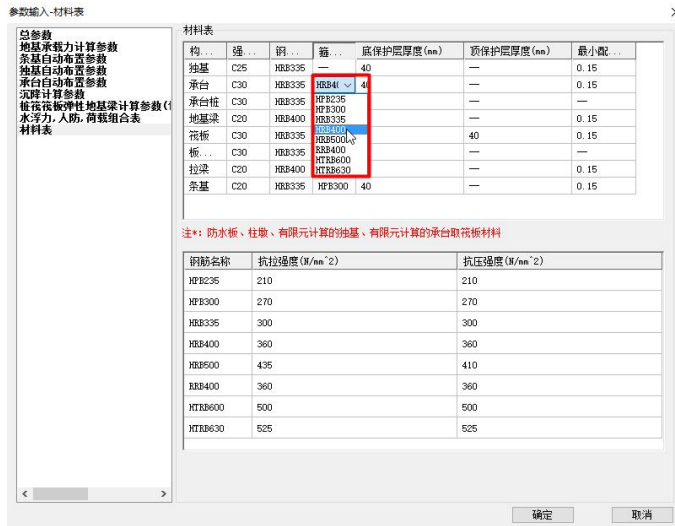 参数输入-材料表
总参数
地基承载力计算参数
条基自动布置参数
独基自动布置参数
承台自动布置参数
沉降计算参数
桩筏筏板弹性地基梁计算参数(
水浮力,人防,荷载组合表
材料表
材料表
构... 强... 钢... 箍... 底保护层厚度(mm) 顶保护层厚度(mm) 最小配...
独基 C25 HRB335 — 40 — 0.15
承台 C30 HRB335 HRB4( 40 — 0.15
承台桩 C30 HRB335 — —
地基梁 C20 HRB400 — 0.15
筏板 C30 HRB335 40 0.15
板... C30 HRB335 — —
拉梁 C20 HRB400 — 0.15
条基 C20 HRB335 HPB300 40 — 0.15
HPB235
HPB300
HRB335
HRB400
HRB500
RRB400
HTRB600
HTRB630
注*: 防水板、柱墩、有限元计算的独基、有限元计算的承台取筏板材料
钢筋名称 抗拉强度(N/mm^2) 抗压强度(N/mm^2)
HPB235 210 210
HPB300 270 270
HRB335 300 300
HRB400 360 360
HRB500 435 410
RRB400 360 360
HTRB600 500 500
HTRB630 525 525
确定 取消